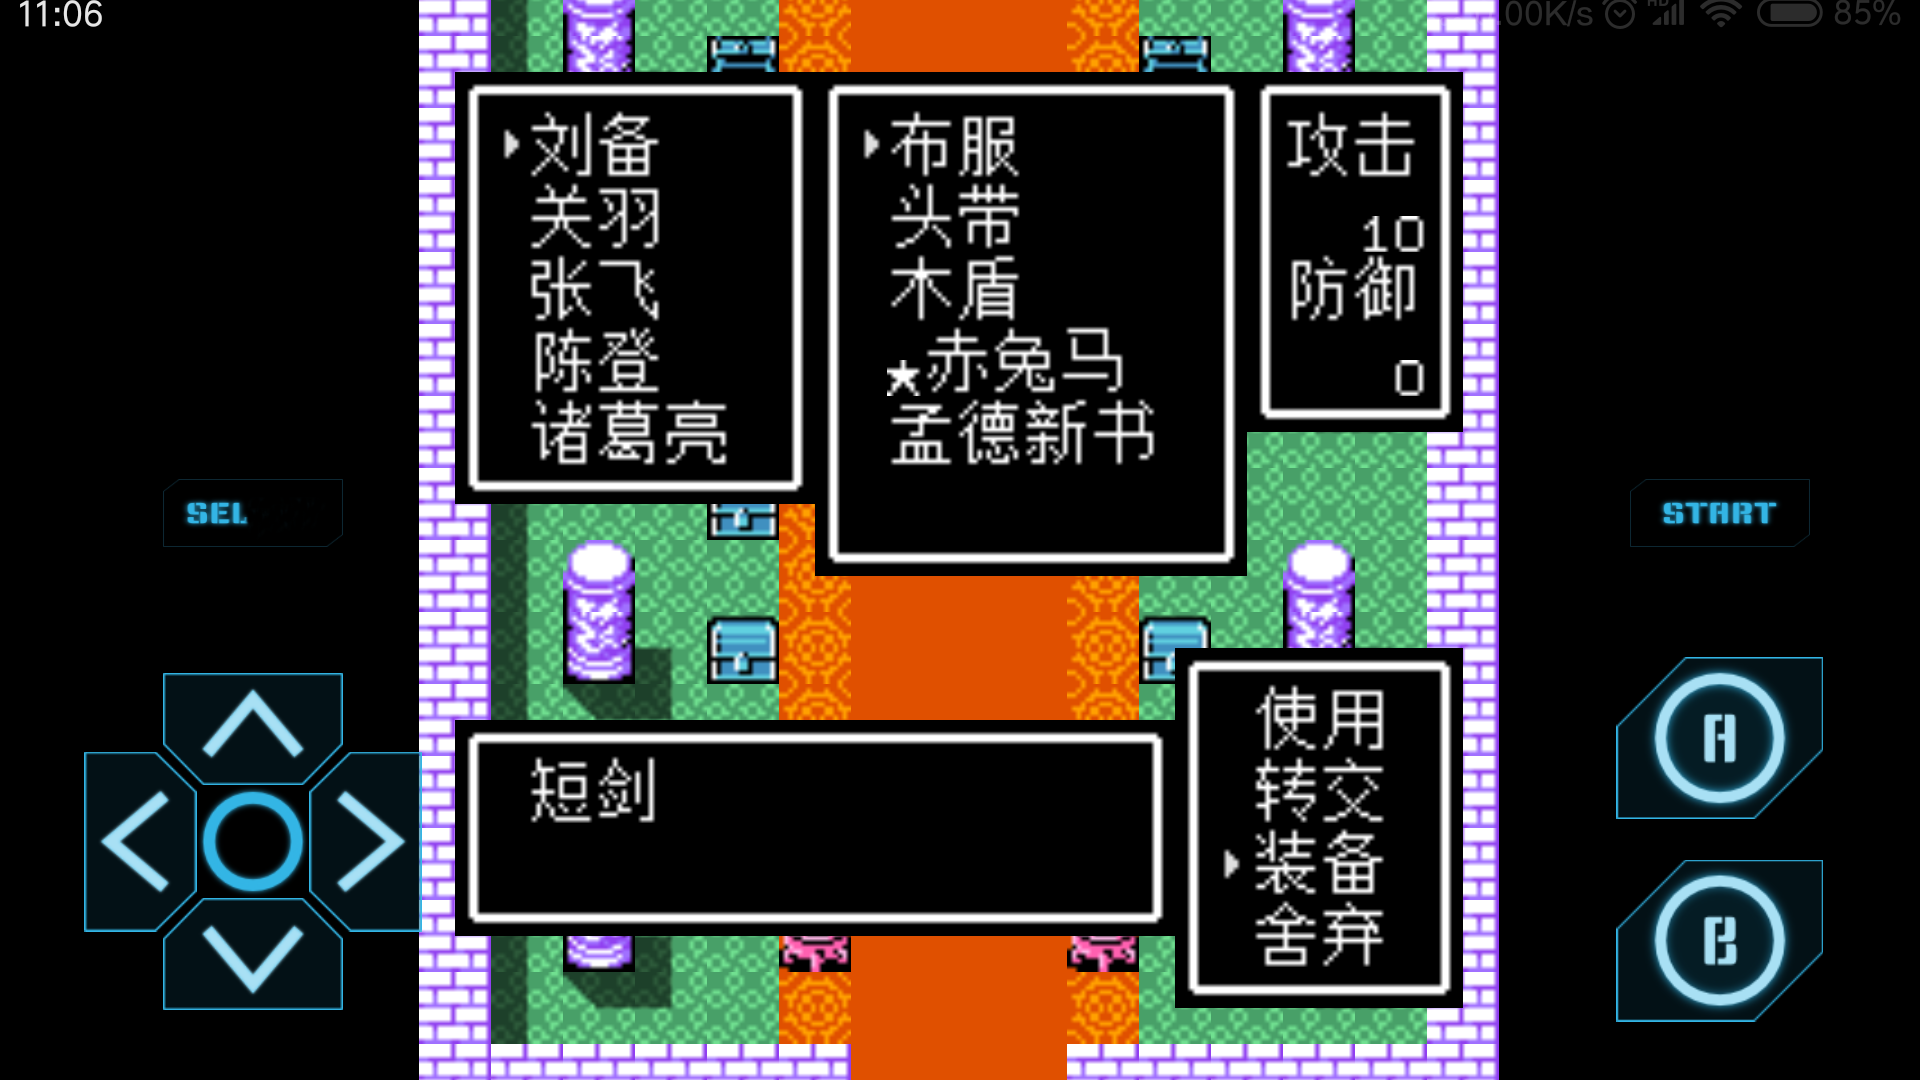 11:06
00K/s HD 85%
刘备
关羽
张飞
陈登
诸葛亮
布服
头带
木盾
★赤兔马
孟德新书
攻击
10
防御
0
SEL
START
短剑
使用
转交
装备
舍弃
A
B